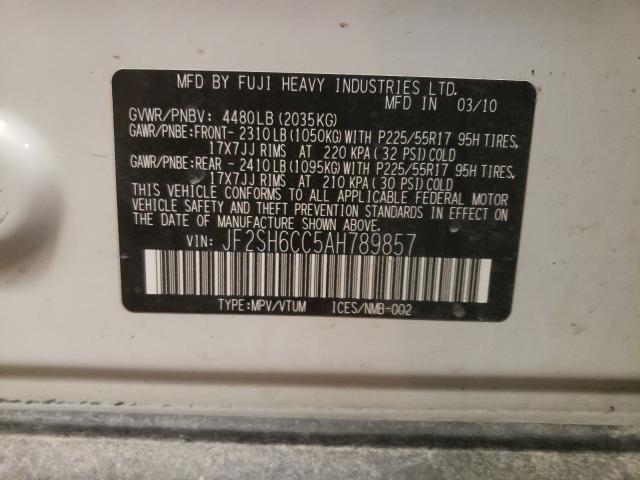 MFD BY FUJI HEAVY INDUSTRIES LTD.
MFD IN 03/10
GVWR/PNBV: 4480LB(2035KG)
GAWR/PNBE:FRONT- 2310LB(1050KG) WITH P225/55R17 95H TIRES,
17X7JJ RIMS AT 220 KPA( 32 PSI)COLD
GAWR/PNBE:REAR - 2410LB(1095KG) WITH P225/55R17 95H TIRES,
17X7JJ RIMS AT 210 KPA( 30 PSI)COLD
THIS VEHICLE CONFORMS TO ALL APPLICABLE FEDERAL MOTOR
VEHICLE SAFETY AND THEFT PREVENTION STANDARDS IN EFFECT
ON THE DATE OF MANUFACTURE SHOWN ABOVE.
VIN: JF2SH6CC5AH789857
TYPE:MPV/VTUM ICES/NMB-002